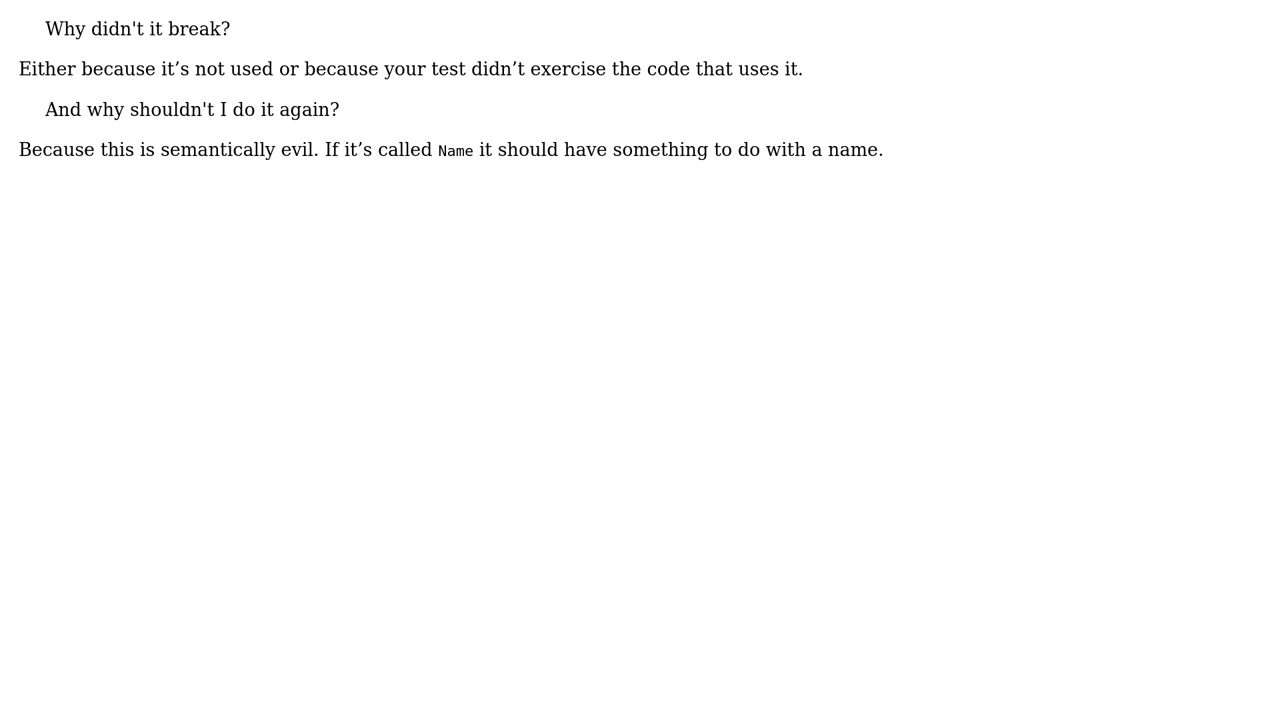 Why didn't it break?
Either because it’s not used or because your test didn’t exercise the code that uses it.
And why shouldn't I do it again?
Because this is semantically evil. If it’s called Name it should have something to do with a name.